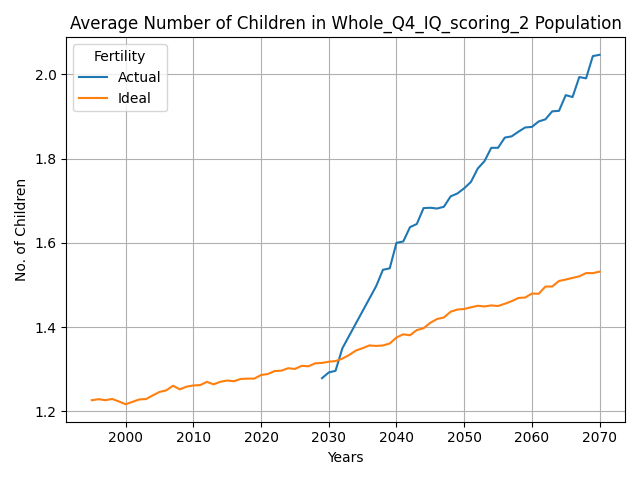 Average Number of Children in Whole_Q4_IQ_scoring_2 Population
Fertility
Actual
Ideal
No. of Children
2.0
1.8
1.6
1.4
1.2
2000 2010 2020 2030 2040 2050 2060 2070
Years